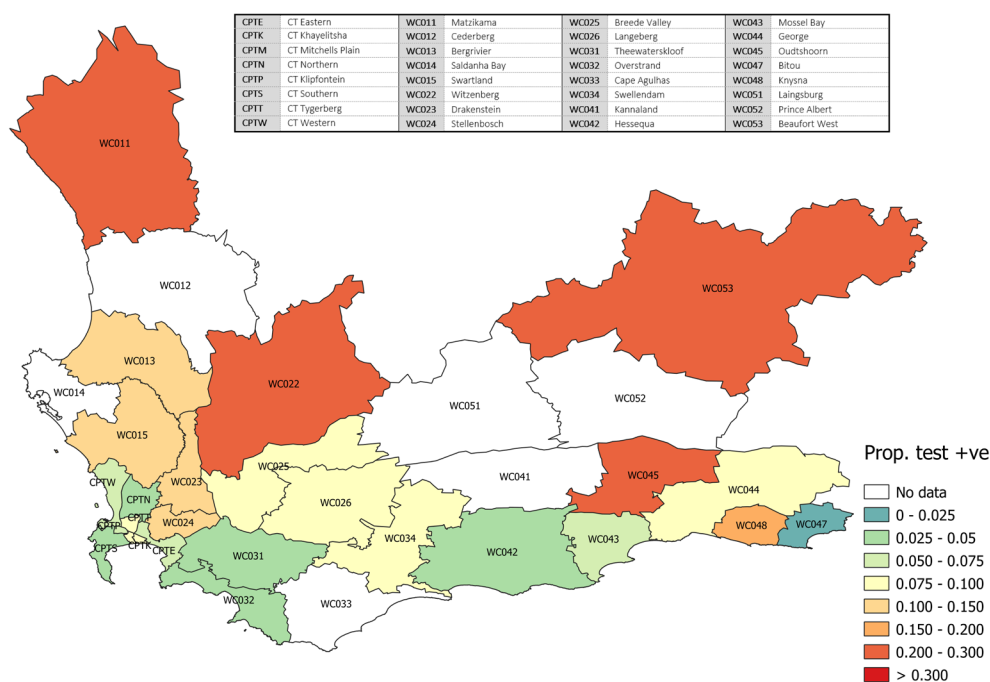 CPTE CT Eastern WC011 Matzikama WC025 Breede Valley WC043 Mossel Bay
CPTK CT Khayelitsha WC012 Cederberg WC026 Langeberg WC044 George
CPTM CT Mitchells Plain WC013 Bergrivier WC031 Theewaterskloof WC045 Oudtshoorn
CPTN CT Northern WC014 Saldanha Bay WC032 Overstrand WC047 Bitou
CPTP CT Klipfontein WC015 Swartland WC033 Cape Agulhas WC048 Knysna
CPTS CT Southern WC022 Witzenberg WC034 Swellendam WC051 Laingsburg
CPTT CT Tygerberg WC023 Drakenstein WC041 Kannaland WC052 Prince Albert
CPTW CT Western WC024 Stellenbosch WC042 Hessequa WC053 Beaufort West
WC011
WC012
WC053
WC013
WC022
WC014
WC051
WC052
WC015
WC025
WC045
WC041
CPTW
WC023
WC044
CPTN
WC026
WC024
WC048
WC047
WC034
WC043
CPTS
CPTK
CPTE
WC031
WC042
WC032
WC033
Prop. test +ve
No data
0 - 0.025
0.025 - 0.05
0.050 - 0.075
0.075 - 0.100
0.100 - 0.150
0.150 - 0.200
0.200 - 0.300
> 0.300